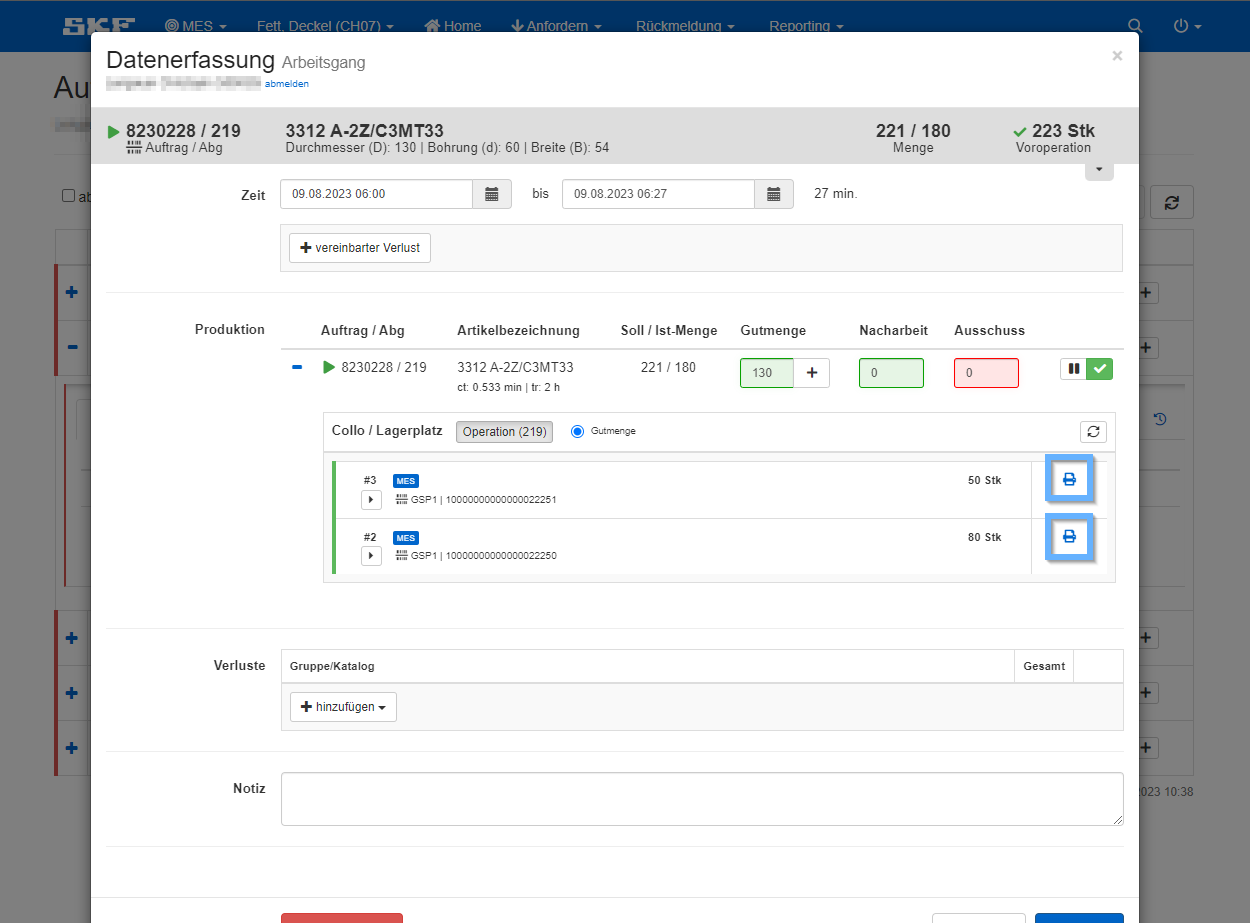 SKF MES Fett, Deckel (CH07) Home Anfordern Rückmeldung Reporting
Au
Datenerfassung Arbeitsgang
×
abmelden
8230228 / 219 3312 A-2Z/C3MT33 221 / 180 223 Stk
Auftrag / Abg Durchmesser (D): 130 | Bohrung (d): 60 | Breite (B): 54 Menge Voroperation
ab
Zeit 09.08.2023 06:00 bis 09.08.2023 06:27 27 min.
+ vereinbarter Verlust
Produktion Auftrag / Abg Artikelbezeichnung Soll / Ist-Menge Gutmenge Nacharbeit Ausschuss
8230228 / 219 3312 A-2Z/C3MT33 221 / 180 130 + 0 0
ct: 0.533 min | tr: 2 h
Collo / Lagerplatz Operation (219) Gutmenge
#3 MES 50 Stk
GSP1 | 10000000000000022251
#2 MES 80 Stk
GSP1 | 10000000000000022250
Verluste Gruppe/Katalog Gesamt
+ hinzufügen
Notiz
023 10:38